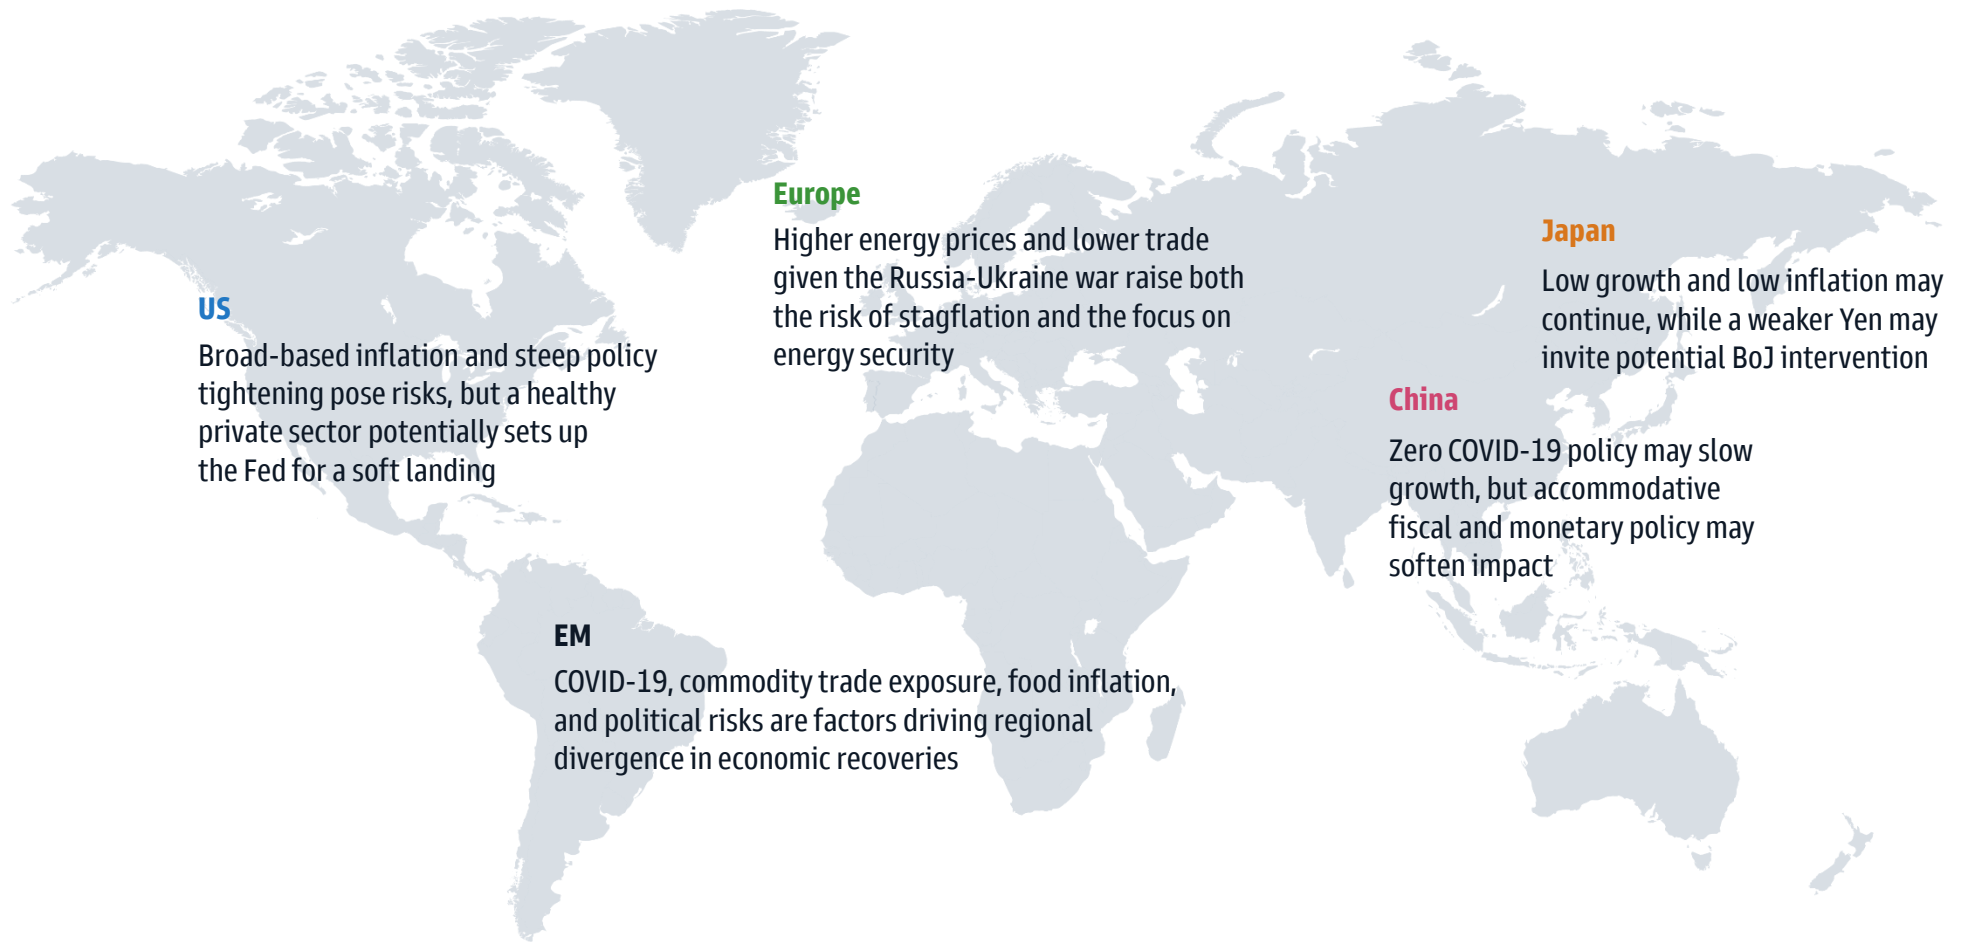 US
Broad-based inflation and steep policy
tightening pose risks, but a healthy
private sector potentially sets up
the Fed for a soft landing
Europe
Higher energy prices and lower trade
given the Russia-Ukraine war raise both
the risk of stagflation and the focus on
energy security
Japan
Low growth and low inflation may
continue, while a weaker Yen may
invite potential BoJ intervention
China
Zero COVID-19 policy may slow
growth, but accommodative
fiscal and monetary policy may
soften impact
EM
COVID-19, commodity trade exposure, food inflation,
and political risks are factors driving regional
divergence in economic recoveries